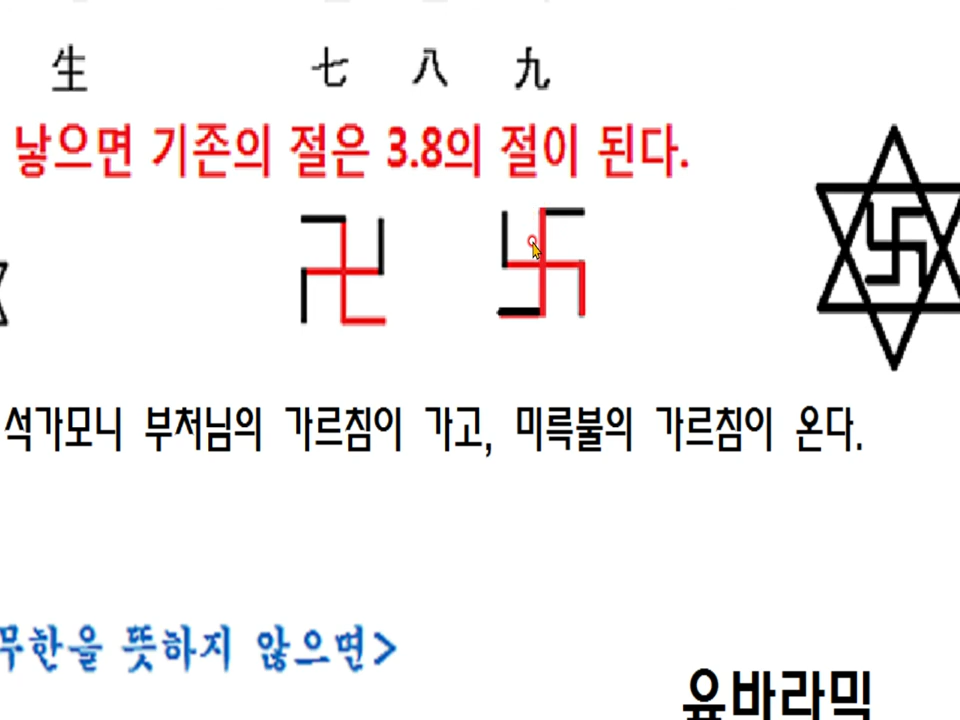 生 七 八 九
낳으면 기존의 절은 3.8의 절이 된다.
卍 卐
석가모니 부처님의 가르침이 가고, 미륵불의 가르침이 온다.
무한을 뜻하지 않으면>
육바라밀